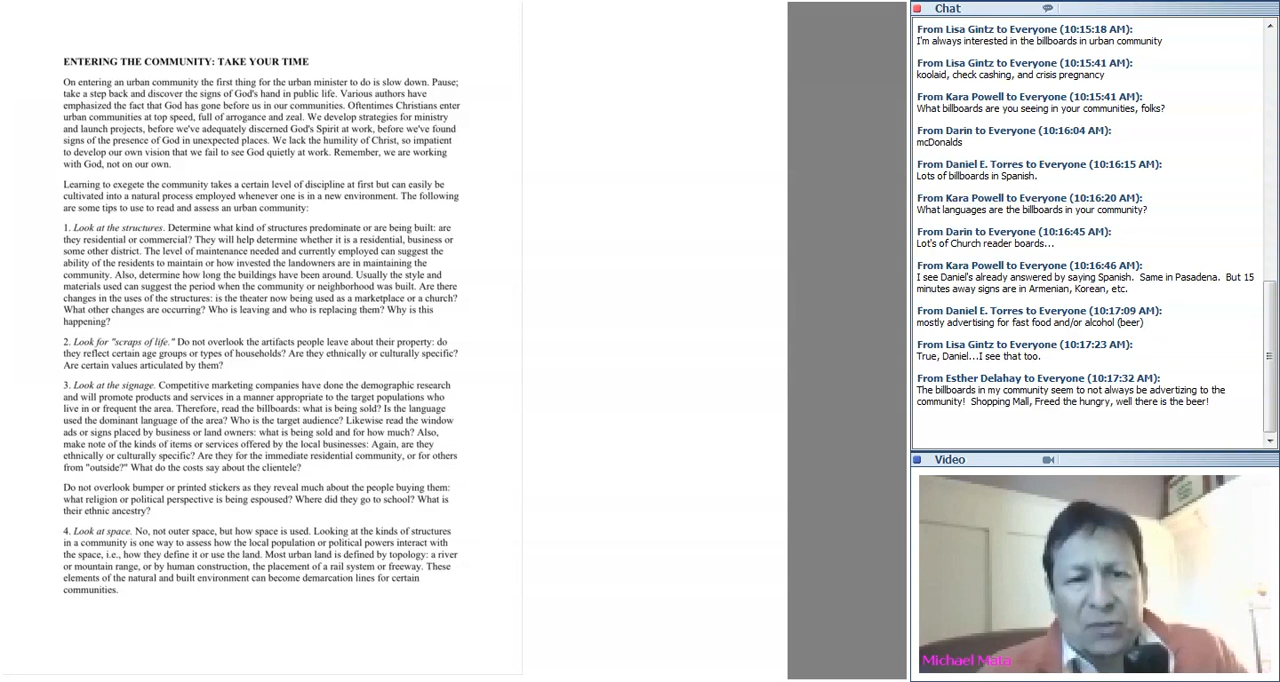 ENTERING THE COMMUNITY: TAKE YOUR TIME
On entering an urban community the first thing for the urban minister to do is slow down. Pause;
take a step back and discover the signs of God's hand in public life. Various authors have
emphasized the fact that God has gone before us in our communities. Oftentimes Christians enter
urban communities at top speed, full of arrogance and zeal. We develop strategies for ministry
and launch projects, before we've adequately discerned God's Spirit at work, before we've found
signs of the presence of God in unexpected places. We lack the humility of Christ, so impatient
to develop our own vision that we fail to see God quietly at work. Remember, we are working
with God, not on our own.
Learning to exegete the community takes a certain level of discipline at first but can easily be
cultivated into a natural process employed whenever one is in a new environment. The following
are some tips to use to read and assess an urban community:
1. Look at the structures. Determine what kind of structures predominate or are being built: are
they residential or commercial? They will help determine whether it is a residential, business or
some other district. The level of maintenance needed and currently employed can suggest the
ability of the residents to maintain or how invested the landowners are in maintaining the
community. Also, determine how long the buildings have been around. Usually the style and
materials used can suggest the period when the community or neighborhood was built. Are there
changes in the uses of the structures: is the theater now being used as a marketplace or a church?
What other changes are occurring? Who is leaving and who is replacing them? Why is this
happening?
2. Look for "scraps of life." Do not overlook the artifacts people leave about their property: do
they reflect certain age groups or types of households? Are they ethnically or culturally specific?
Are certain values articulated by them?
3. Look at the signage. Competitive marketing companies have done the demographic research
and will promote products and services in a manner appropriate to the target populations who
live in or frequent the area. Therefore, read the billboards: what is being sold? Is the language
used the dominant language of the area? Who is the target audience? Likewise read the window
ads or signs placed by business or land owners: what is being sold and for how much? Also,
make note of the kinds of items or services offered by the local businesses: Again, are they
ethnically or culturally specific? Are they for the immediate residential community, or for others
from "outside?" What do the costs say about the clientele?
Do not overlook bumper or printed stickers as they reveal much about the people buying them:
what religion or political perspective is being espoused? Where did they go to school? What is
their ethnic ancestry?
4. Look at space. No, not outer space, but how space is used. Looking at the kinds of structures
in a community is one way to assess how the local population or political powers interact with
the space, i.e., how they define it or use the land. Most urban land is defined by topology: a river
or mountain range, or by human construction, the placement of a rail system or freeway. These
elements of the natural and built environment can become demarcation lines for certain
communities.
Chat
From Lisa Gintz to Everyone (10:15:18 AM):
I'm always interested in the billboards in urban community
From Lisa Gintz to Everyone (10:15:41 AM):
koolaid, check cashing, and crisis pregnancy
From Kara Powell to Everyone (10:15:41 AM):
What billboards are you seeing in your communities, folks?
From Darin to Everyone (10:16:04 AM):
mcDonalds
From Daniel E. Torres to Everyone (10:16:15 AM):
Lots of billboards in Spanish.
From Kara Powell to Everyone (10:16:20 AM):
What languages are the billboards in your community?
From Darin to Everyone (10:16:45 AM):
Lot's of Church reader boards...
From Kara Powell to Everyone (10:16:46 AM):
I see Daniel's already answered by saying Spanish. Same in Pasadena. But 15
minutes away signs are in Armenian, Korean, etc.
From Daniel E. Torres to Everyone (10:17:09 AM):
mostly advertising for fast food and/or alcohol (beer)
From Lisa Gintz to Everyone (10:17:23 AM):
True, Daniel...I see that too.
From Esther Delahay to Everyone (10:17:32 AM):
The billboards in my community seem to not always be advertizing to the
community! Shopping Mall, Freed the hungry, well there is the beer!
Video
Michael Mata